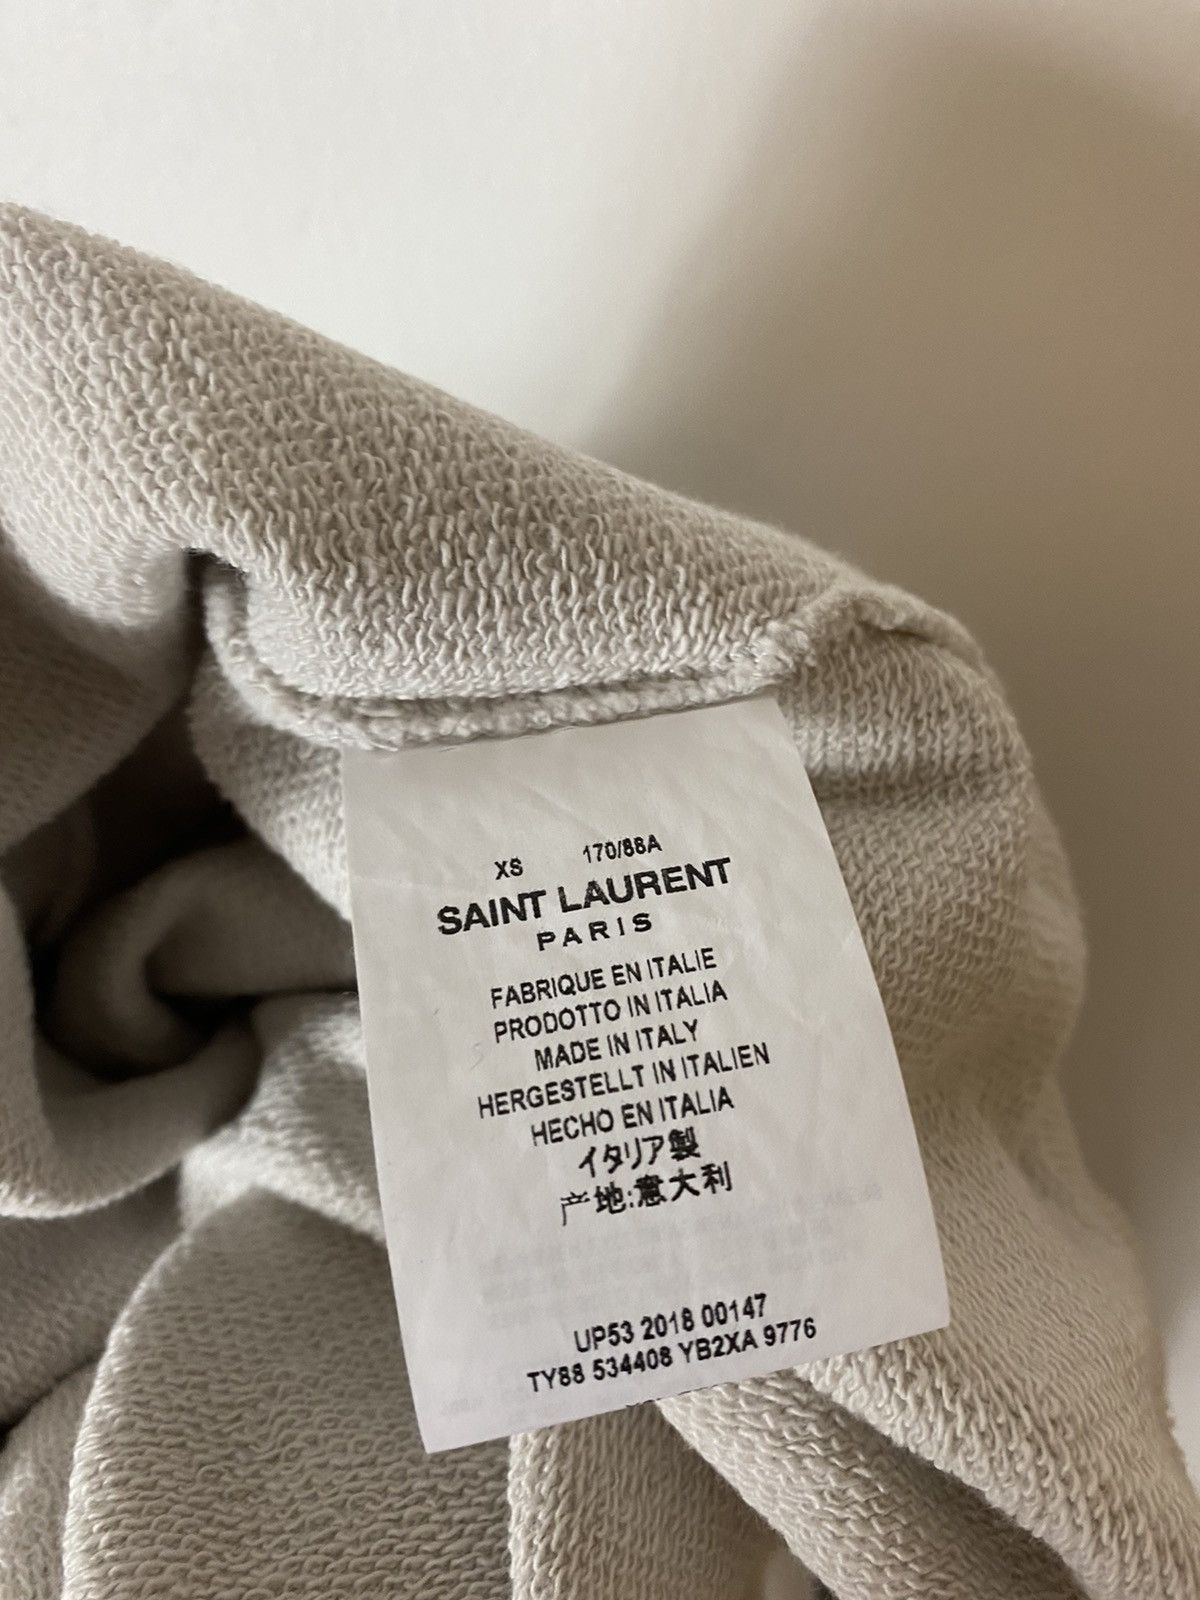 XS 170/88A
SAINT LAURENT
PARIS
FABRIQUE EN ITALIE
PRODOTTO IN ITALIA
MADE IN ITALY
HERGESTELLT IN ITALIEN
HECHO EN ITALIA
イタリア製
产地:意大利
UP53 2018 00147
TY88 534408 YB2XA 9776